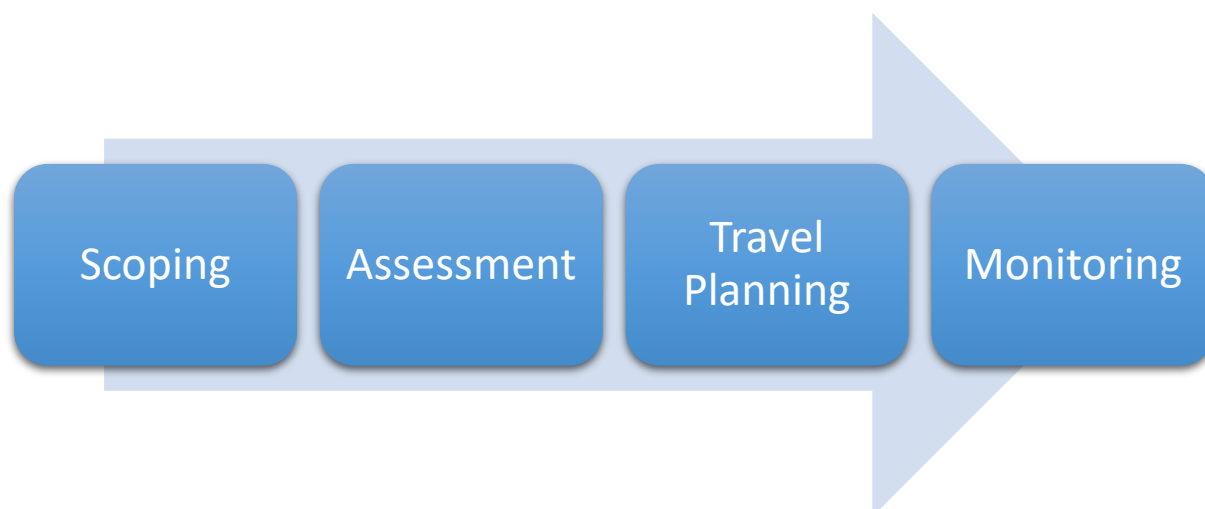 Scoping
Assessment
Travel
Planning
Monitoring